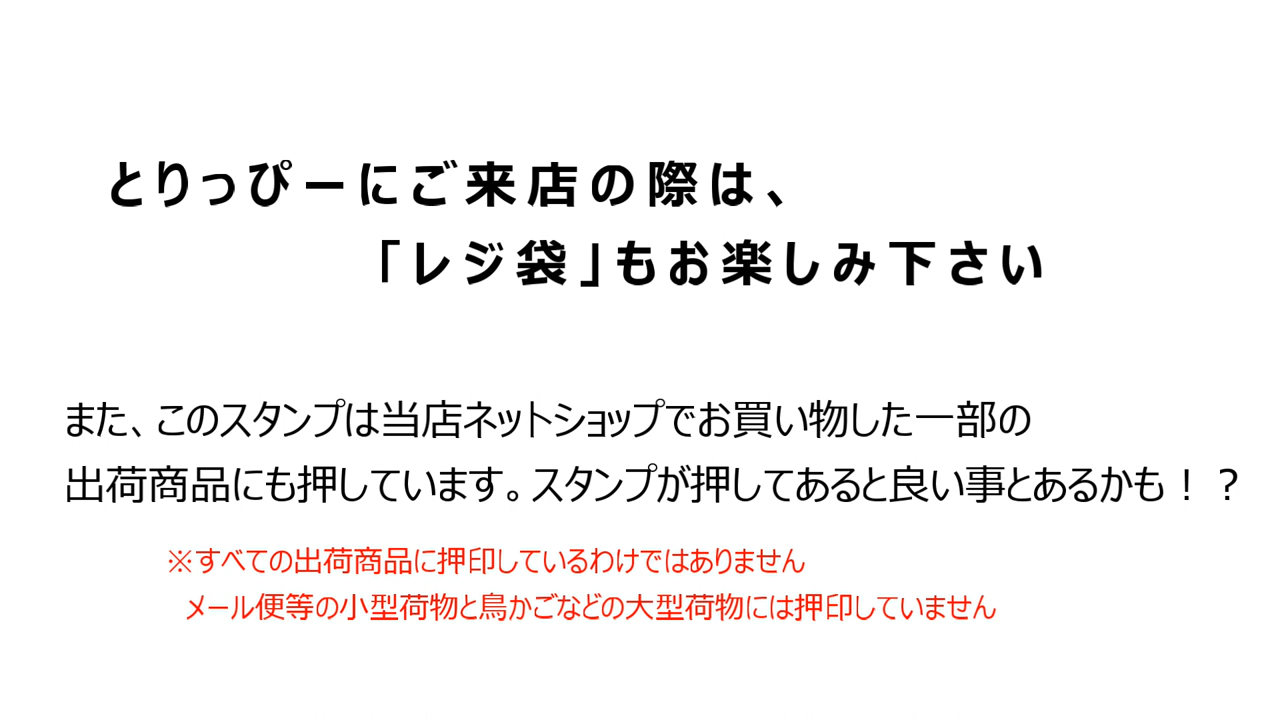 とりっぴーにご来店の際は、
「レジ袋」もお楽しみ下さい
また、このスタンプは当店ネットショップでお買い物した一部の
出荷商品にも押しています。スタンプが押してあると良い事とあるかも！？
※すべての出荷商品に押印しているわけではありません
メール便等の小型荷物と鳥かごなどの大型荷物には押印していません